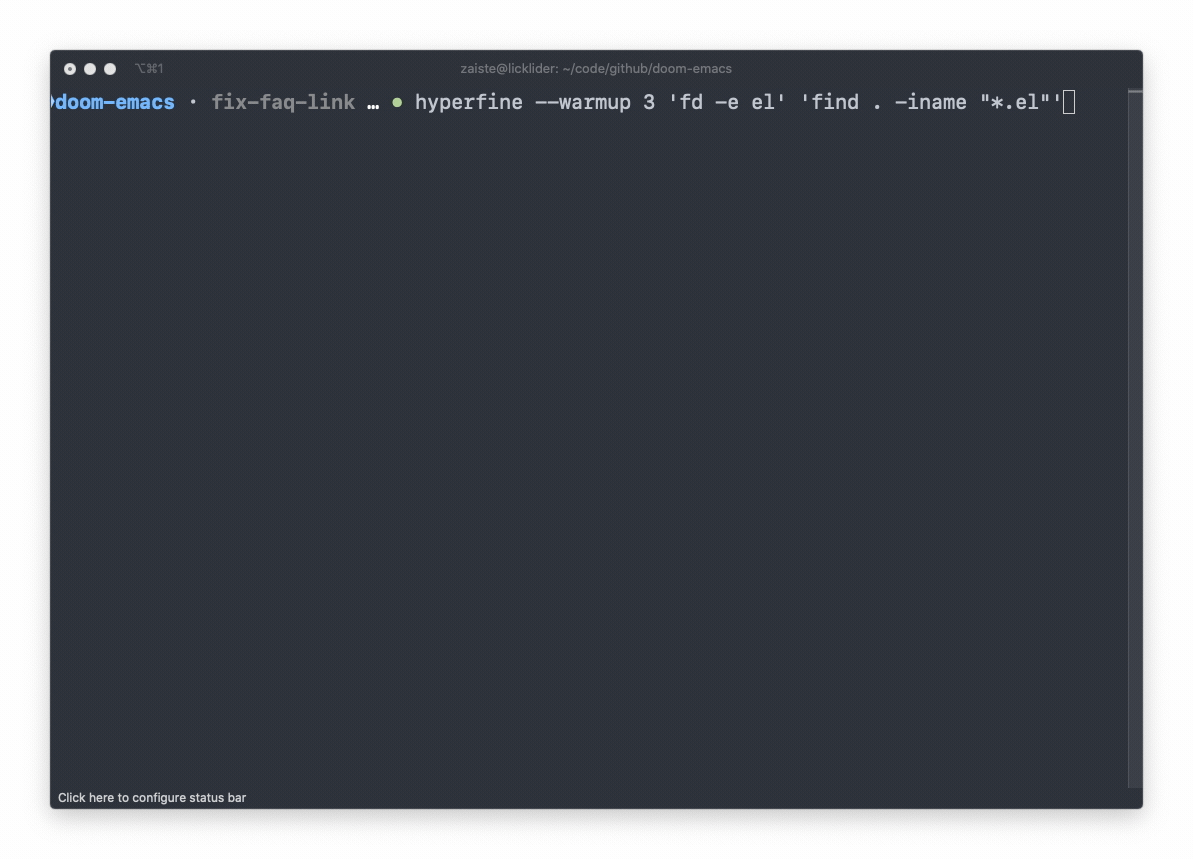 ⌥⌘1 zaiste@licklider: ~/code/github/doom-emacs
doom-emacs · fix-faq-link … ● hyperfine --warmup 3 'fd -e el' 'find . -iname "*.el"'
Click here to configure status bar